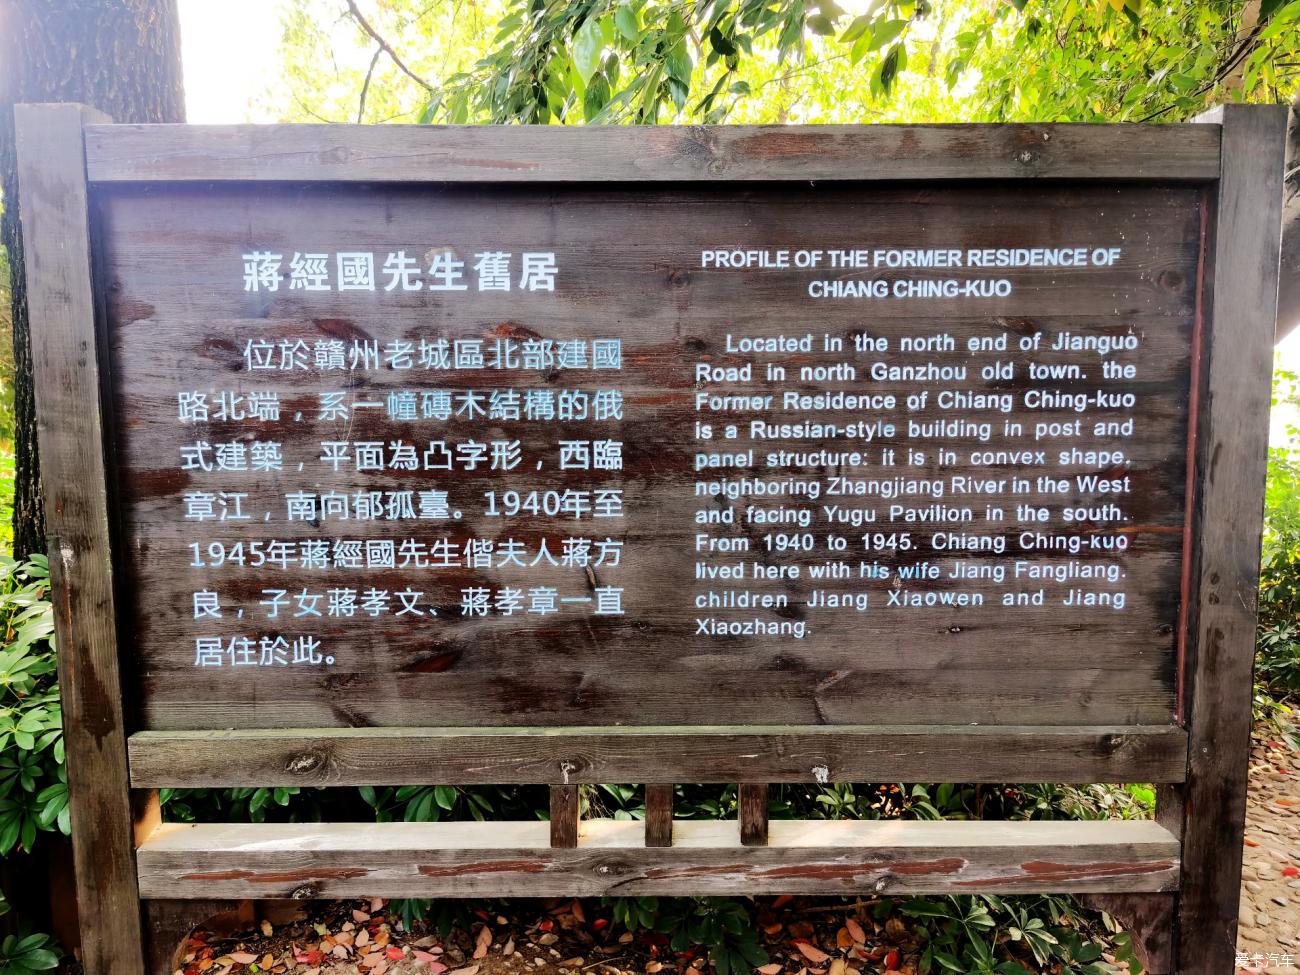 蔣經國先生舊居
位於贛州老城區北部建國
路北端，系一幢磚木結構的俄
式建築，平面為凸字形，西臨
章江，南向郁孤臺。1940年至
1945年蔣經國先生偕夫人蔣方
良，子女蔣孝文、蔣孝章一直
居住於此。
PROFILE OF THE FORMER RESIDENCE OF
CHIANG CHING-KUO
Located in the north end of Jianguo
Road in north Ganzhou old town. the
Former Residence of Chiang Ching-kuo
is a Russian-style building in post and
panel structure: it is in convex shape.
neighboring Zhangjiang River in the West
and facing Yugu Pavilion in the south.
From 1940 to 1945. Chiang Ching-kuo
lived here with his wife Jiang Fangliang.
children Jiang Xiaowen and Jiang
Xiaozhang.
爱卡汽车